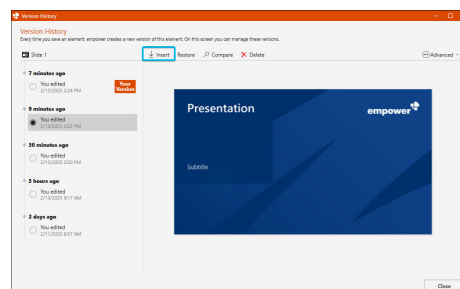 Version History
Version History
Every time you save an element, empower creates a new version of this element. On this screen you can manage these versions.
Slide 1
Insert Restore Compare Delete Advanced
7 minutes ago
You edited
2/13/2025 2:24 PM
Your Version
9 minutes ago
You edited
2/13/2025 2:22 PM
30 minutes ago
You edited
2/13/2025 2:00 PM
5 hours ago
You edited
2/13/2025 9:17 AM
2 days ago
You edited
2/11/2025 8:57 AM
Presentation
empower
Subtitle
Close